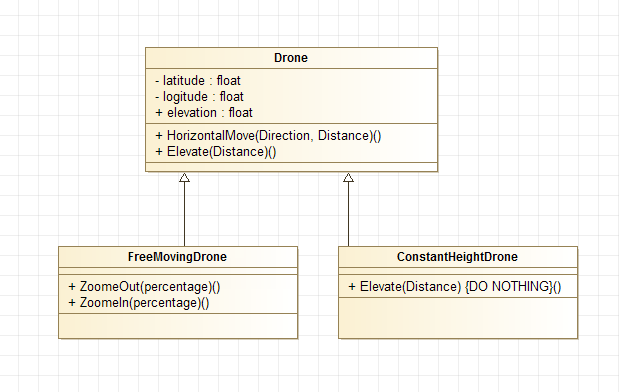 Drone
- latitude : float
- logitude : float
+ elevation : float
+ HorizontalMove(Direction, Distance)()
+ Elevate(Distance)()
FreeMovingDrone
+ ZoomeOut(percentage)()
+ ZoomeIn(percentage)()
ConstantHeightDrone
+ Elevate(Distance) {DO NOTHING}()